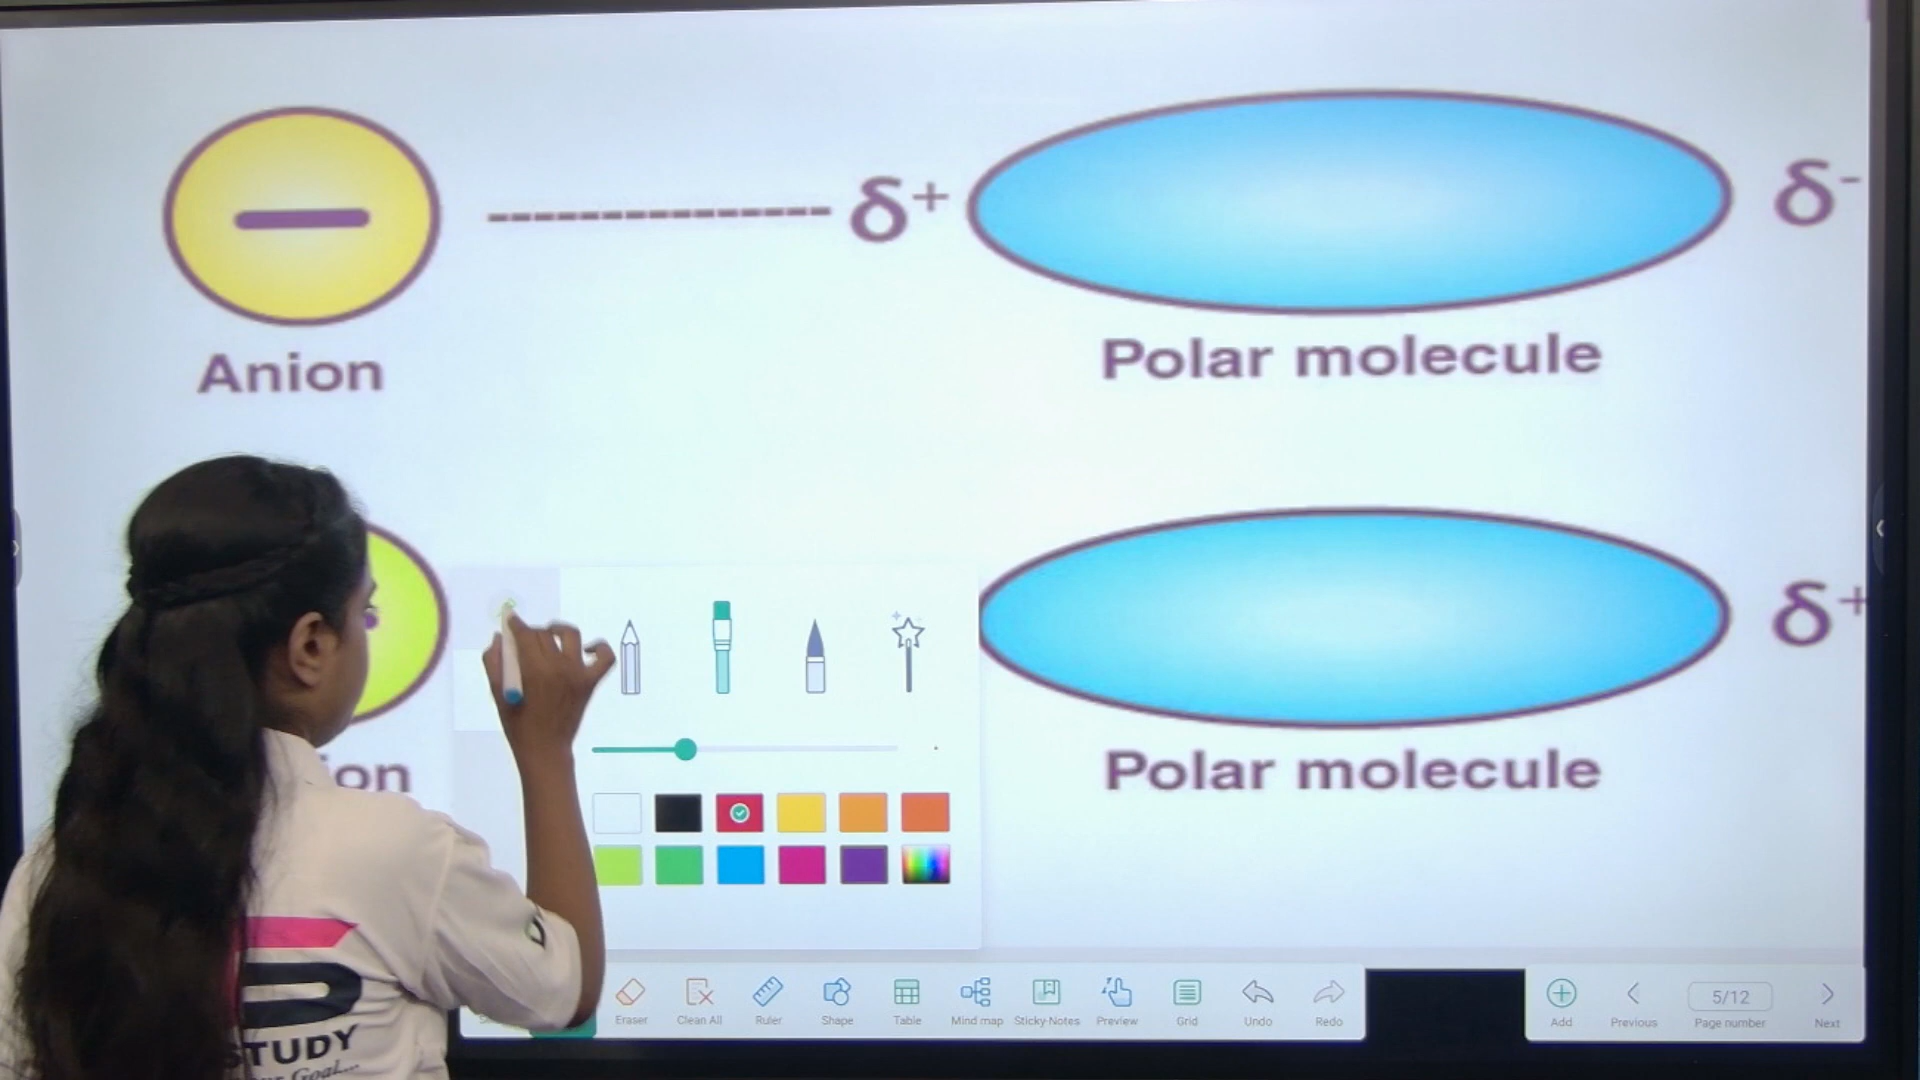 δ+ δ-
Anion
Polar molecule
δ+
ion
Polar molecule
Eraser Clean All Ruler Shape Table Mind map Sticky-Notes Preview Grid Undo Redo
Add Previous 5/12 Page number Next
STUDY
Goal...